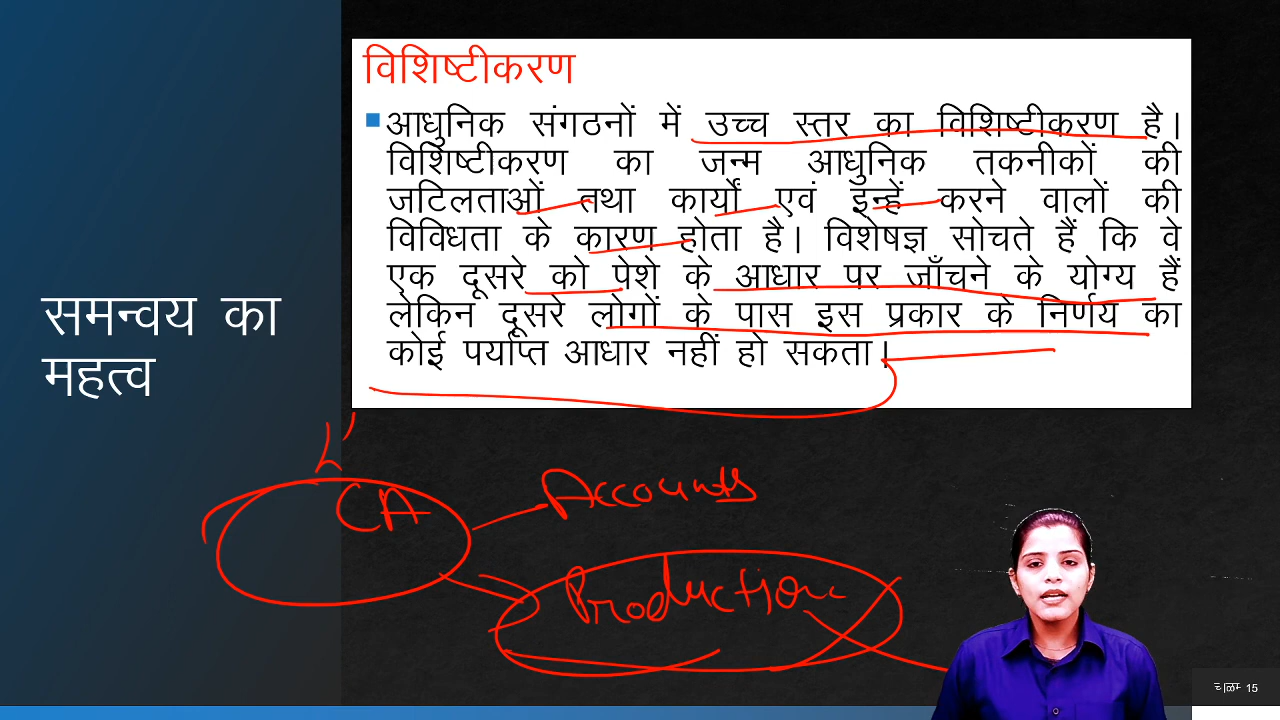 विशिष्टीकरण
आधुनिक संगठनों में उच्च स्तर का विशिष्टीकरण है।
विशिष्टीकरण का जन्म आधुनिक तकनीकों की
जटिलताओं तथा कार्यों एवं इन्हें करने वालों की
विविधता के कारण होता है। विशेषज्ञ सोचते हैं कि वे
एक दूसरे को पेशे के आधार पर जाँचने के योग्य हैं
लेकिन दूसरे लोगों के पास इस प्रकार के निर्णय का
कोई पर्याप्त आधार नहीं हो सकता।
समन्वय का
महत्व
CA
Accounts
Production
15